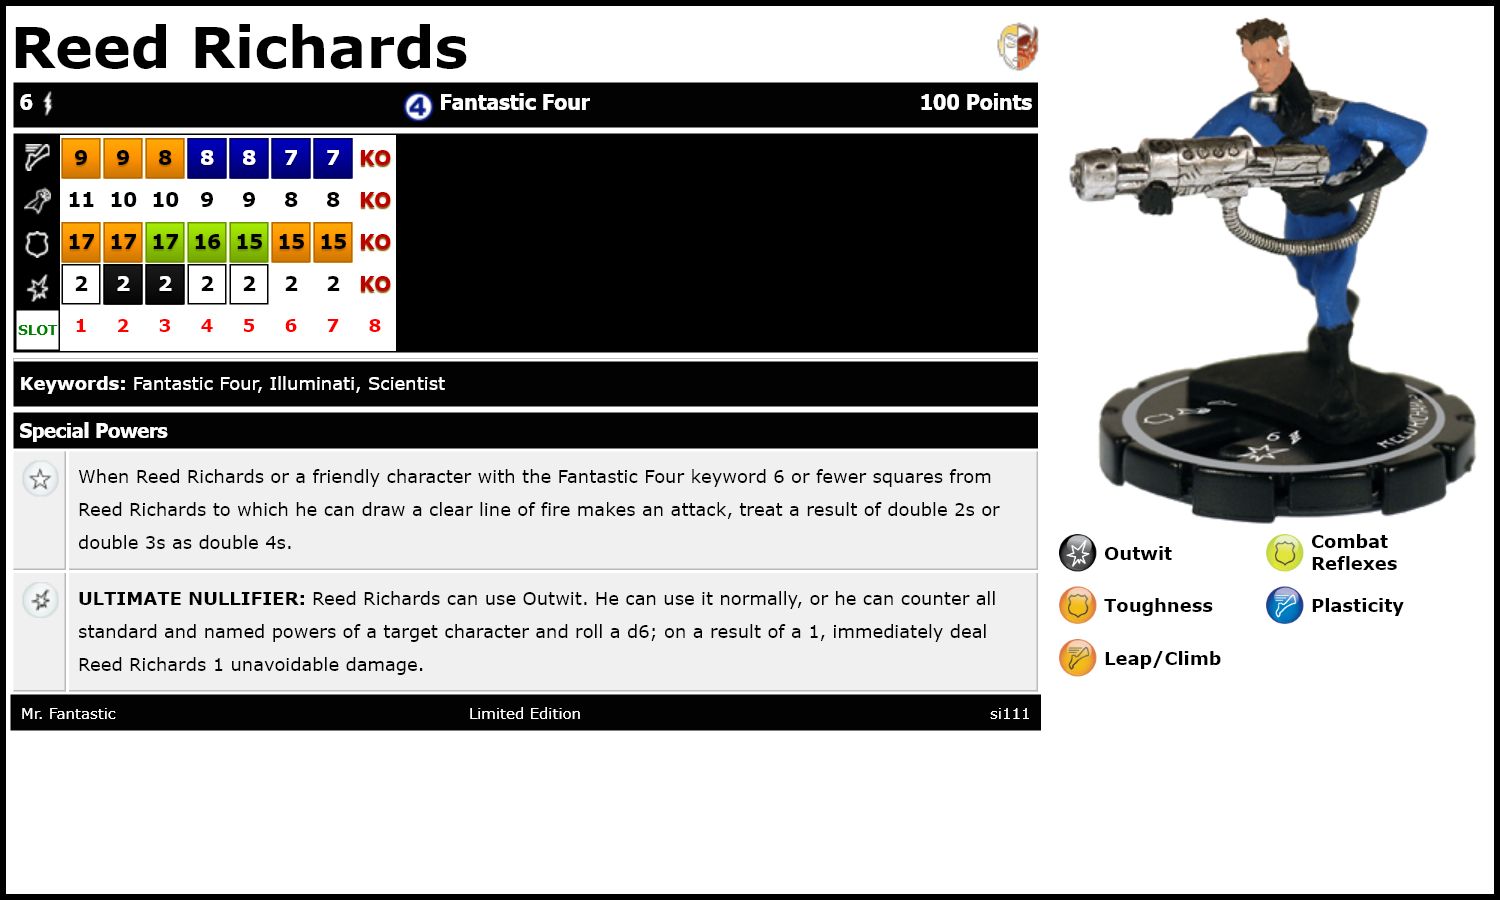 Reed Richards
6 4 Fantastic Four 100 Points
9 9 8 8 8 7 7 KO
11 10 10 9 9 8 8 KO
17 17 17 16 15 15 15 KO
2 2 2 2 2 2 2 KO
SLOT 1 2 3 4 5 6 7 8
Keywords: Fantastic Four, Illuminati, Scientist
Special Powers
When Reed Richards or a friendly character with the Fantastic Four keyword 6 or fewer squares from
Reed Richards to which he can draw a clear line of fire makes an attack, treat a result of double 2s or
double 3s as double 4s.
ULTIMATE NULLIFIER: Reed Richards can use Outwit. He can use it normally, or he can counter all
standard and named powers of a target character and roll a d6; on a result of a 1, immediately deal
Reed Richards 1 unavoidable damage.
Mr. Fantastic Limited Edition si111
6
REED RICHARDS
Outwit
Combat
Reflexes
Toughness
Plasticity
Leap/Climb